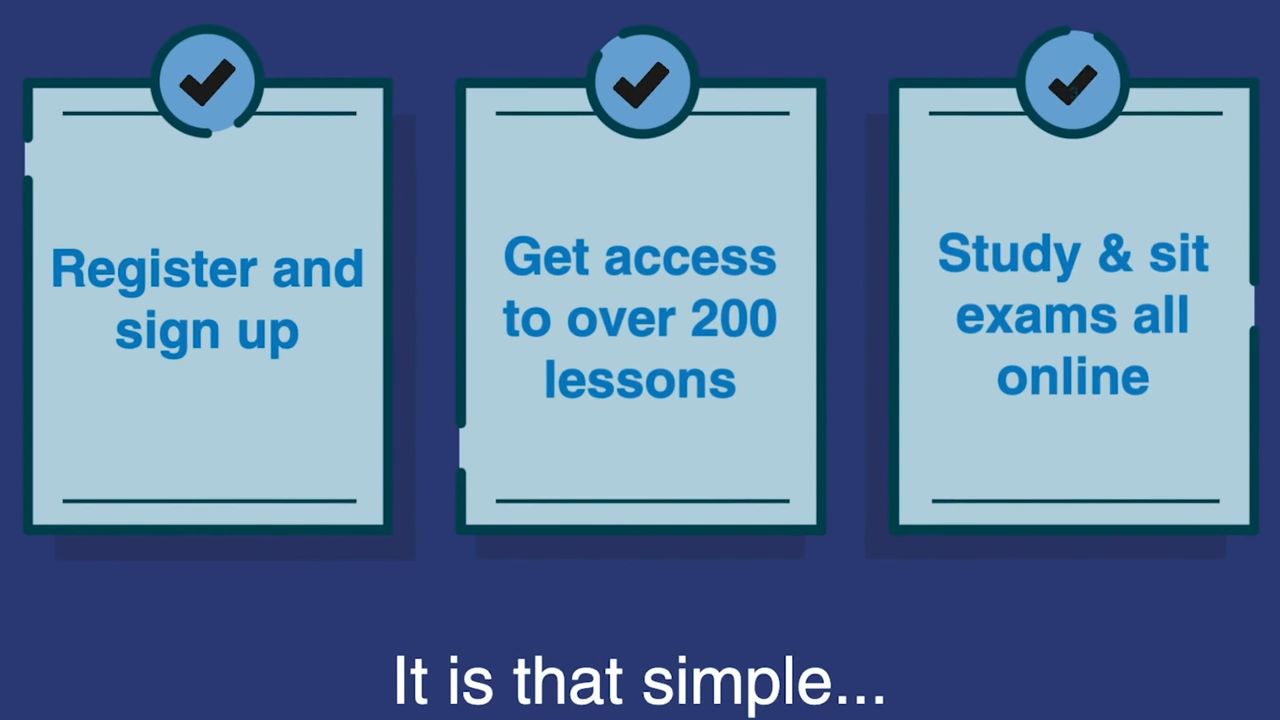 Register and
sign up
Get access
to over 200
lessons
Study & sit
exams all
online
It is that simple...